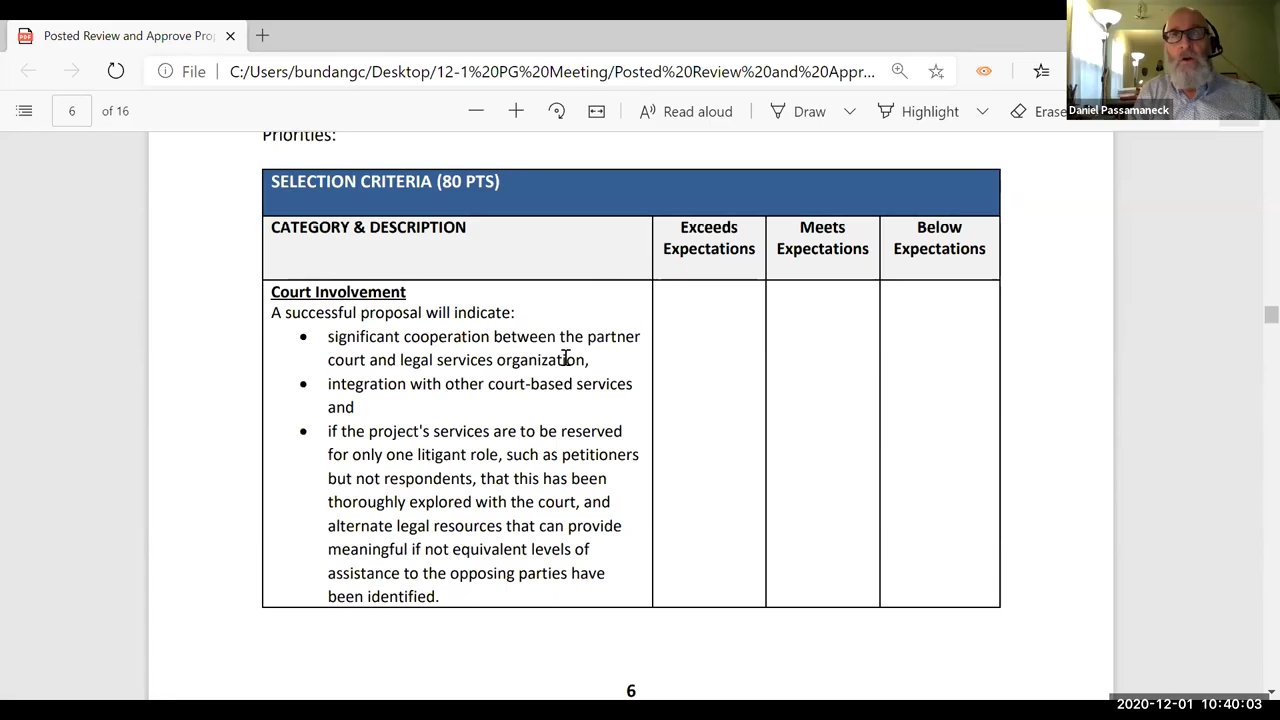 Posted Review and Approve Pro
File
C:/Users/bundangc/Desktop/12-1%20PG%20Meeting/Posted%20Review%20and%20Appr...
Daniel Passamaneck
6
of 16
Read aloud
Draw
Highlight
Erase
Priorities:
SELECTION CRITERIA (80 PTS)
CATEGORY & DESCRIPTION
Exceeds
Expectations
Meets
Expectations
Below
Expectations
Court Involvement
A successful proposal will indicate:
• significant cooperation between the partner
court and legal services organization,
• integration with other court-based services
and
• if the project's services are to be reserved
for only one litigant role, such as petitioners
but not respondents, that this has been
thoroughly explored with the court, and
alternate legal resources that can provide
meaningful if not equivalent levels of
assistance to the opposing parties have
been identified.
6
2020-12-01 10:40:03